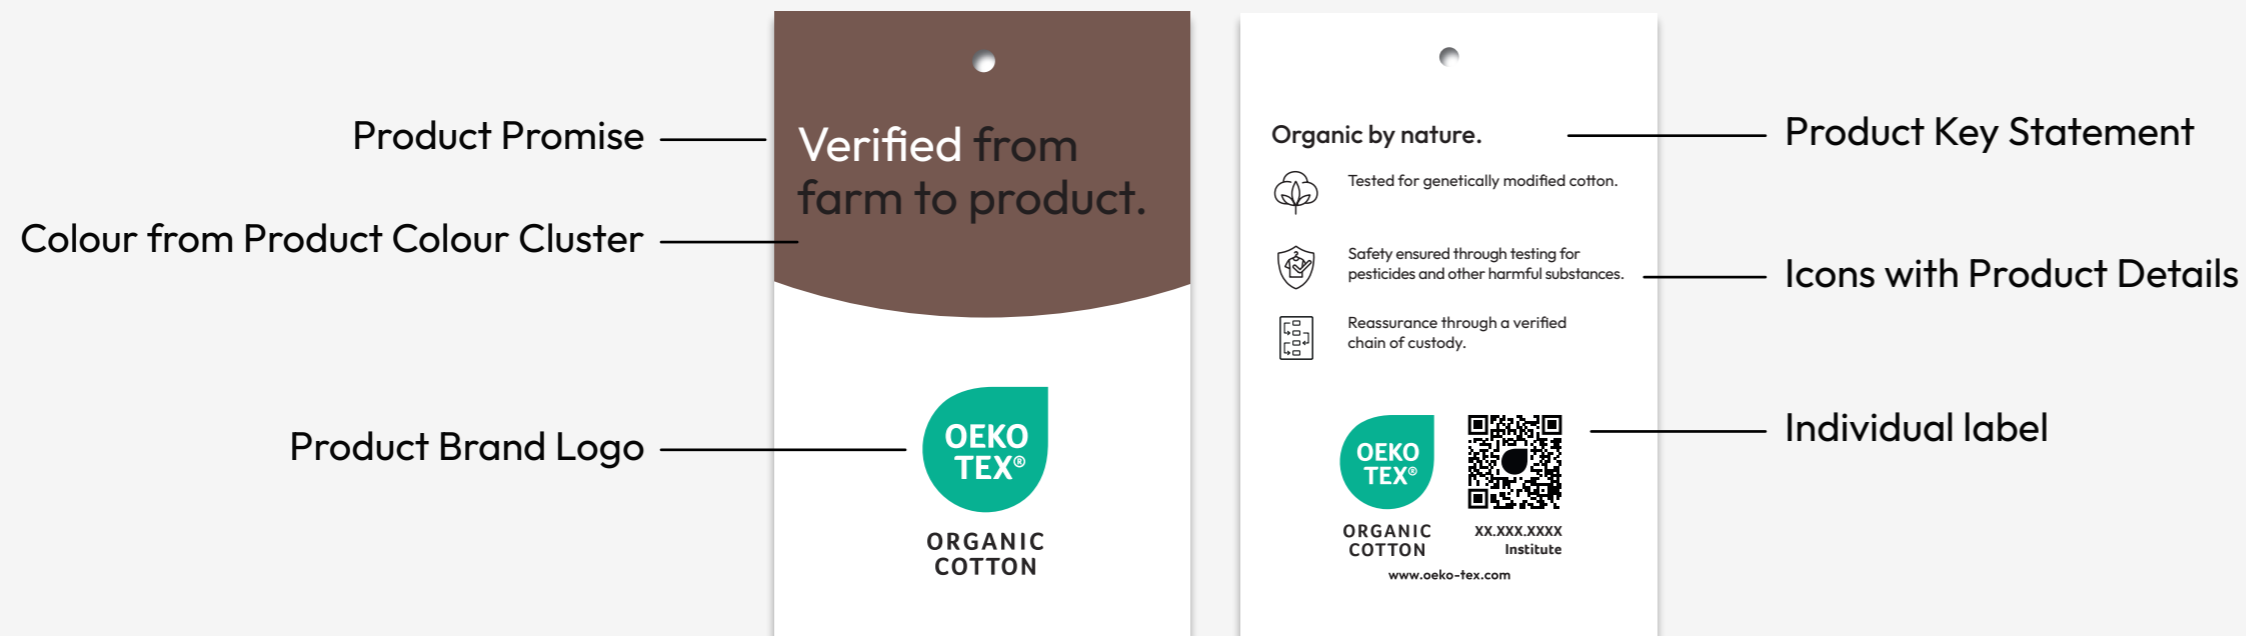 Product Promise
Colour from Product Colour Cluster
Product Brand Logo
Verified from
farm to product.
OEKO
TEX®
ORGANIC
COTTON
Organic by nature.
Tested for genetically modified cotton.
Safety ensured through testing for
pesticides and other harmful substances.
Reassurance through a verified
chain of custody.
OEKO
TEX®
ORGANIC
COTTON
XX.XXX.XXXX
Institute
www.oeko-tex.com
Product Key Statement
Icons with Product Details
Individual label